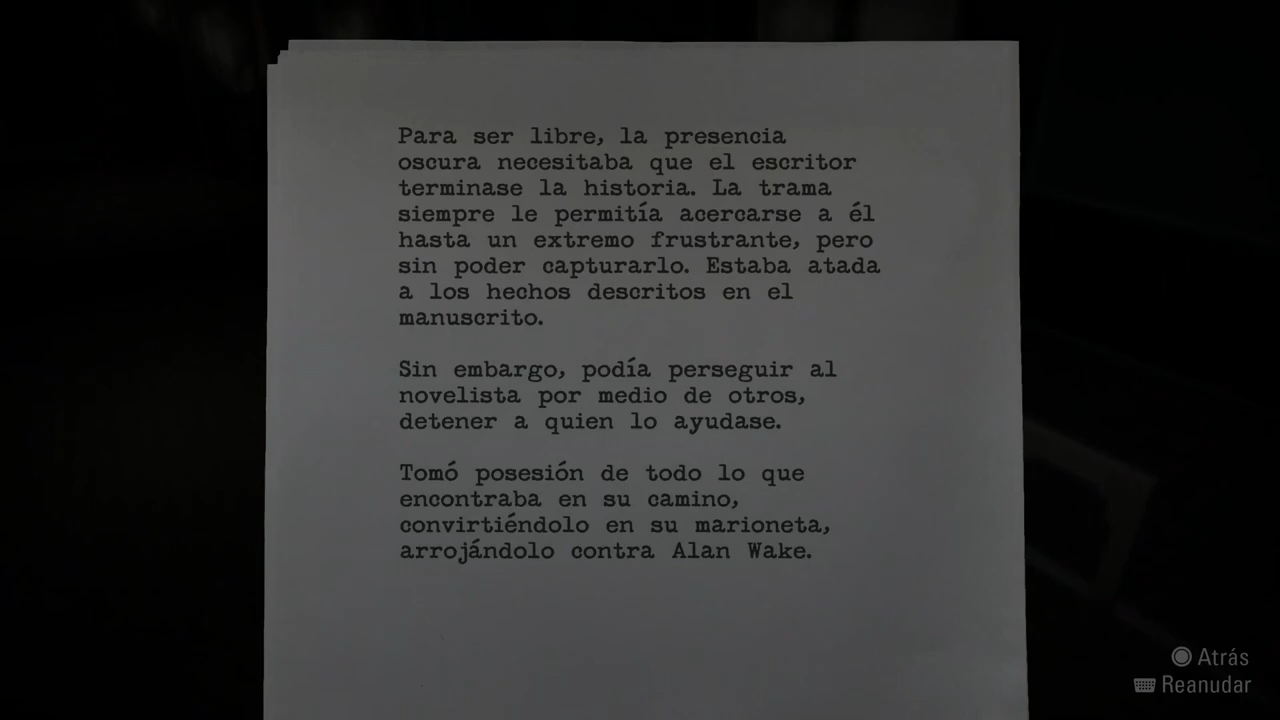 Para ser libre, la presencia
oscura necesitaba que el escritor
terminase la historia. La trama
siempre le permitía acercarse a él
hasta un extremo frustrante, pero
sin poder capturarlo. Estaba atada
a los hechos descritos en el
manuscrito.
Sin embargo, podía perseguir al
novelista por medio de otros,
detener a quien lo ayudase.
Tomó posesión de todo lo que
encontraba en su camino,
convirtiéndolo en su marioneta,
arrojándolo contra Alan Wake.
Atrás
Reanudar